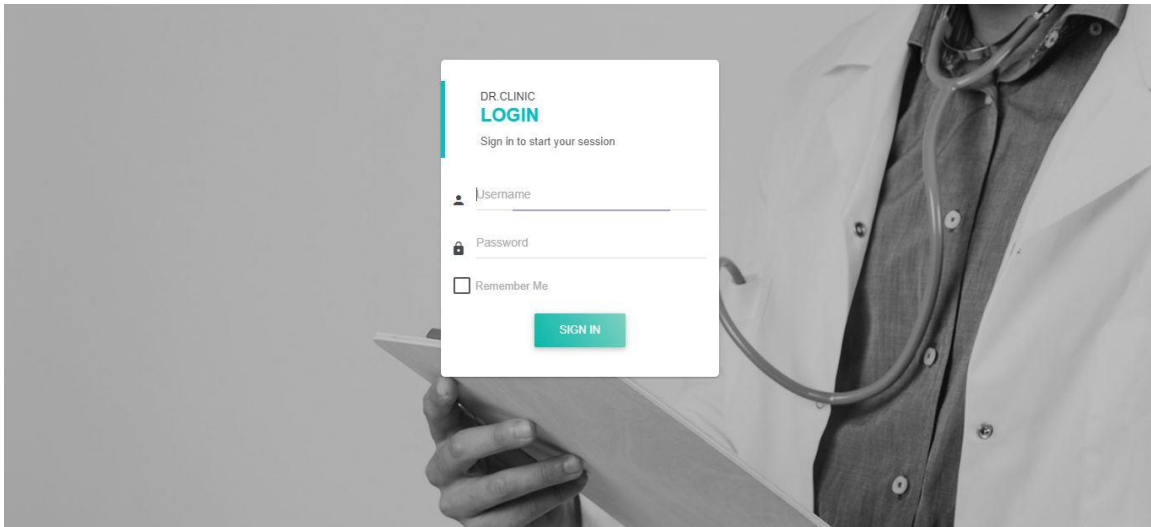 DR.CLINIC
LOGIN
Sign in to start your session
Username
Password
Remember Me
SIGN IN